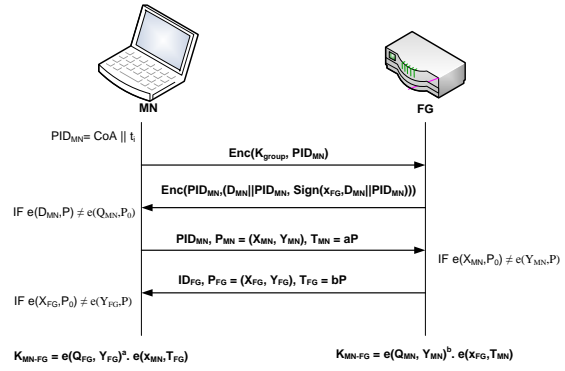 MN
FG
PID_MN= CoA || t_i
Enc(K_group, PID_MN)
Enc(PID_MN,(D_MN||PID_MN, Sign(x_FG,D_MN||PID_MN)))
IF e(D_MN,P) ≠ e(Q_MN,P_0)
PID_MN, P_MN = (X_MN, Y_MN), T_MN = aP
IF e(X_MN,P_0) ≠ e(Y_MN,P)
ID_FG, P_FG = (X_FG, Y_FG), T_FG = bP
IF e(X_FG,P_0) ≠ e(Y_FG,P)
K_MN-FG = e(Q_FG, Y_FG)^a. e(x_MN,T_FG)
K_MN-FG = e(Q_MN, Y_MN)^b. e(x_FG,T_MN)